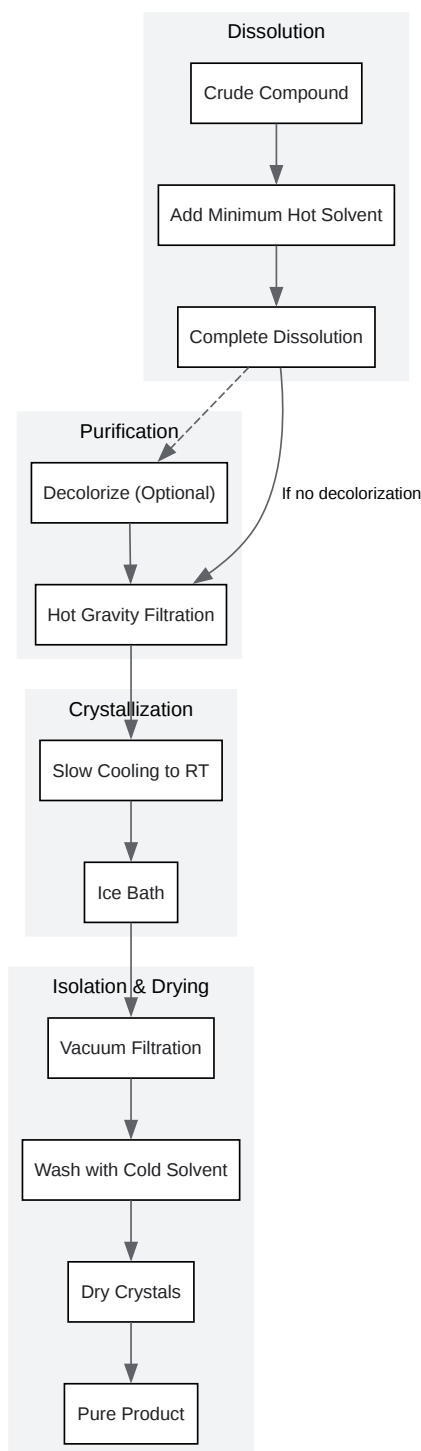 Dissolution
Crude Compound
Add Minimum Hot Solvent
Complete Dissolution
Purification
Decolorize (Optional)
If no decolorization
Hot Gravity Filtration
Crystallization
Slow Cooling to RT
Ice Bath
Isolation & Drying
Vacuum Filtration
Wash with Cold Solvent
Dry Crystals
Pure Product